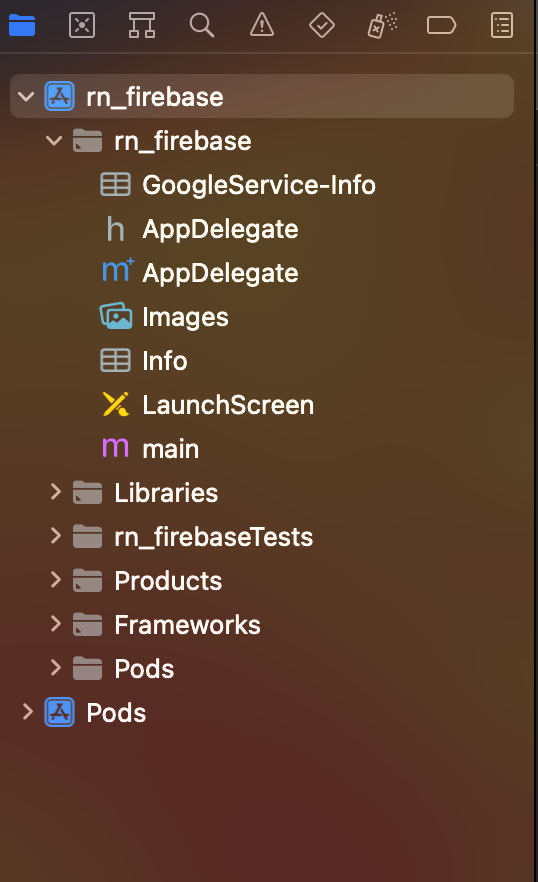 rn_firebase
rn_firebase
GoogleService-Info
h AppDelegate
m+ AppDelegate
Images
Info
LaunchScreen
m main
Libraries
rn_firebaseTests
Products
Frameworks
Pods
Pods